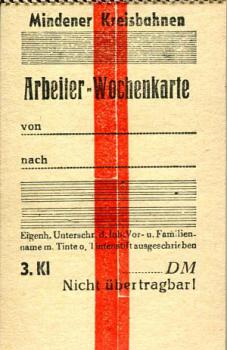 Mindener Kreisbahnen
Arbeiter-Wochenkarte
von
nach
Eigenh. Unterschr. d. Inh. Vor- u. Familien-
name m. Tinte o. Tintenstift ausgeschrieben
3. Kl ........... DM
Nicht übertragbar!